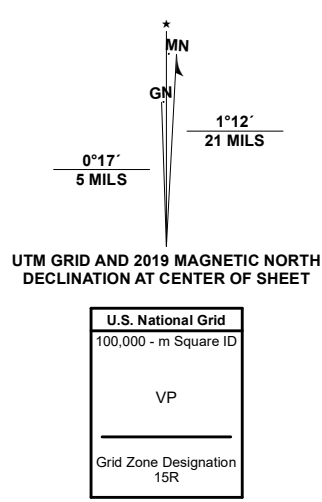 ★
MN
GN
1°12´
21 MILS
0°17´
5 MILS
UTM GRID AND 2019 MAGNETIC NORTH
DECLINATION AT CENTER OF SHEET
U.S. National Grid
100,000 - m Square ID
VP
Grid Zone Designation
15R